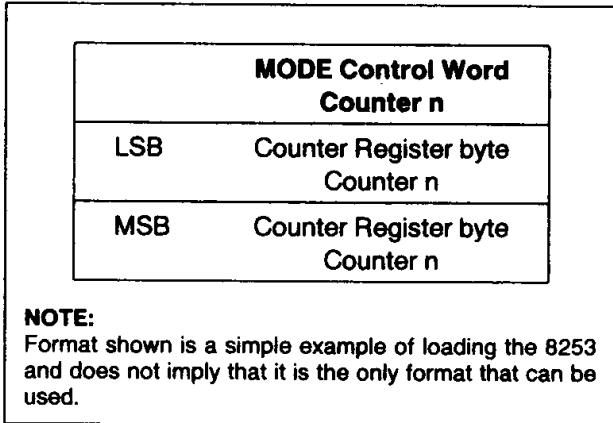 MODE Control Word
Counter n
LSB Counter Register byte
Counter n
MSB Counter Register byte
Counter n
NOTE:
Format shown is a simple example of loading the 8253
and does not imply that it is the only format that can be
used.